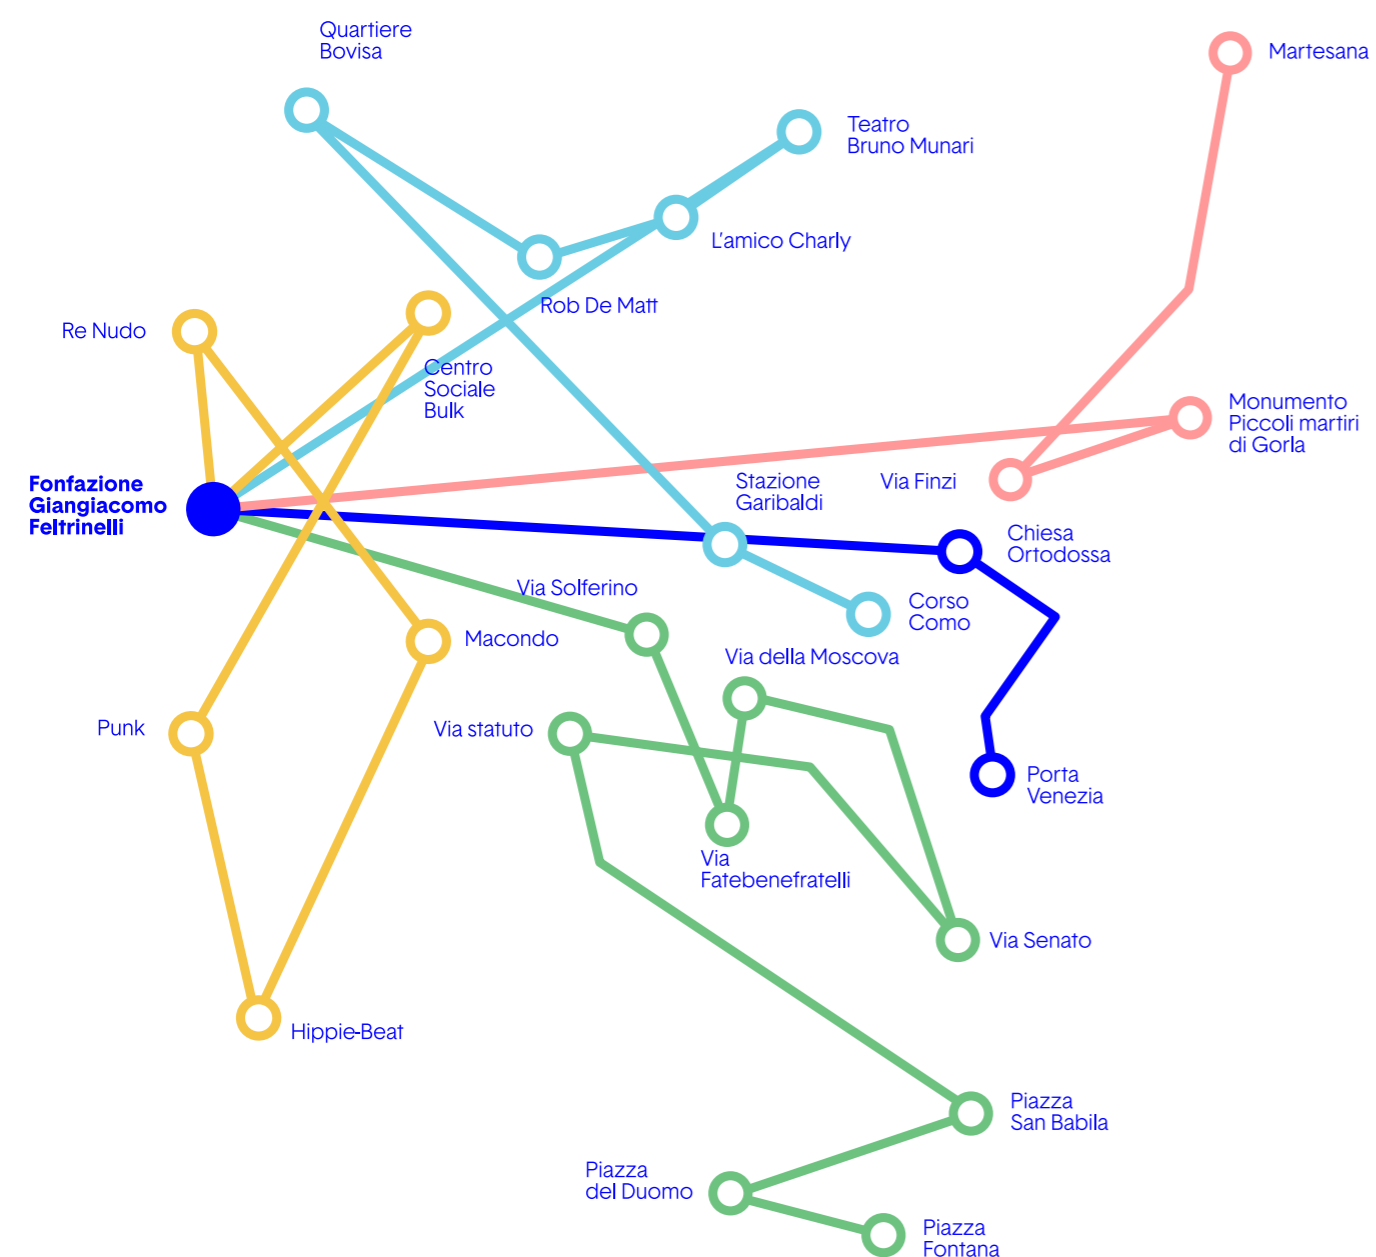 Quartiere
Bovisa
Martesana
Teatro
Bruno Munari
L'amico Charly
Rob De Matt
Re Nudo
Centro
Sociale
Bulk
Monumento
Piccoli martiri
di Gorla
Fonfazione
Giangiacomo
Feltrinelli
Stazione
Garibaldi
Via Finzi
Chiesa
Ortodossa
Via Solferino
Corso
Como
Macondo
Via della Moscova
Punk
Via statuto
Porta
Venezia
Via
Fatebenefratelli
Via Senato
Hippie-Beat
Piazza
San Babila
Piazza
del Duomo
Piazza
Fontana